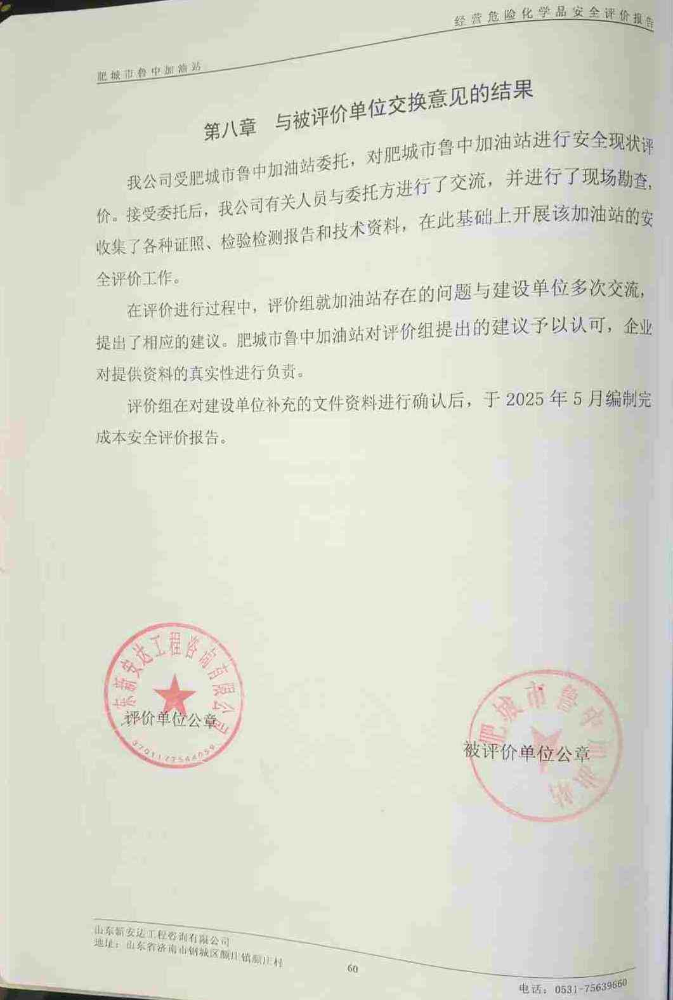 经营危险化学品安全评价报告
肥城市鲁中加油站
第八章 与被评价单位交换意见的结果
我公司受肥城市鲁中加油站委托，对肥城市鲁中加油站进行安全现状评
价。接受委托后，我公司有关人员与委托方进行了交流，并进行了现场勘查，
收集了各种证照、检验检测报告和技术资料，在此基础上开展该加油站的安
全评价工作。
在评价进行过程中，评价组就加油站存在的问题与建设单位多次交流，
提出了相应的建议。肥城市鲁中加油站对评价组提出的建议予以认可，企业
对提供资料的真实性进行负责。
评价组在对建设单位补充的文件资料进行确认后，于 2025 年 5 月编制完
成本安全评价报告。
东新安达工程咨询有限公司
评价单位公章
肥城市鲁中加油站
被评价单位公章
山东新安达工程咨询有限公司
地址：山东省济南市钢城区颜庄镇颜庄村
60
电话：0531-75639660